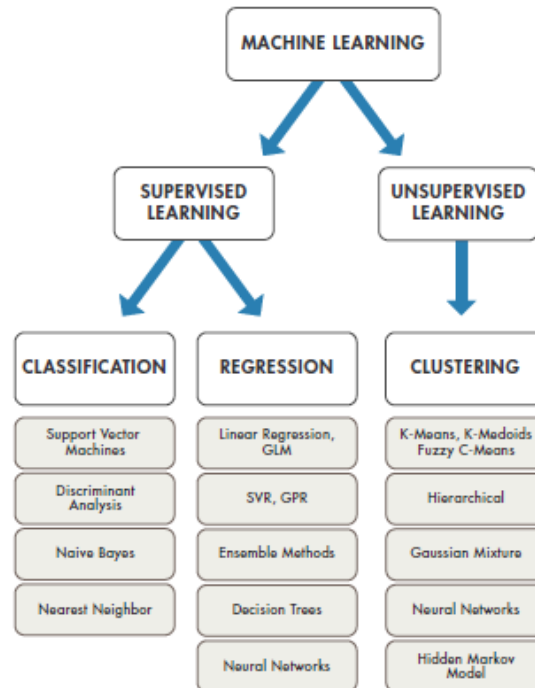 MACHINE LEARNING
SUPERVISED
LEARNING
UNSUPERVISED
LEARNING
CLASSIFICATION
REGRESSION
CLUSTERING
Support Vector
Machines
Discriminant
Analysis
Naive Bayes
Nearest Neighbor
Linear Regression,
GLM
SVR, GPR
Ensemble Methods
Decision Trees
Neural Networks
K-Means, K-Medoids
Fuzzy C-Means
Hierarchical
Gaussian Mixture
Neural Networks
Hidden Markov
Model